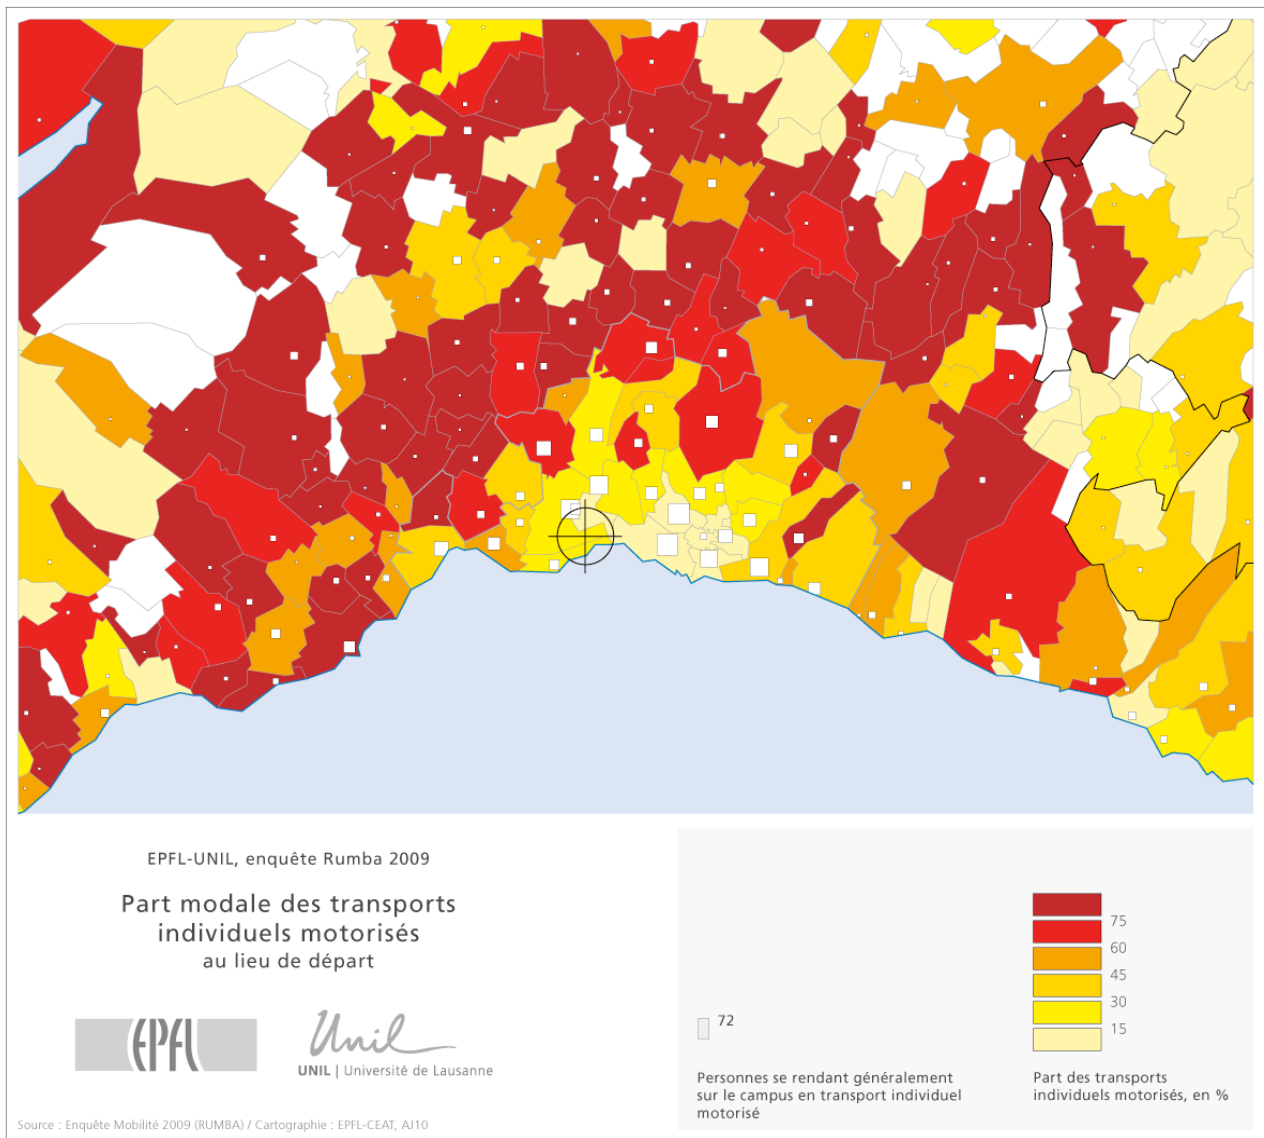 EPFL-UNIL, enquête Rumba 2009
Part modale des transports
individuels motorisés
au lieu de départ
EPFL
Unil
UNIL | Université de Lausanne
Source : Enquête Mobilité 2009 (RUMBA) / Cartographie : EPFL-CEAT, AJ10
72
Personnes se rendant généralement
sur le campus en transport individuel
motorisé
75
60
45
30
15
Part des transports
individuels motorisés, en %